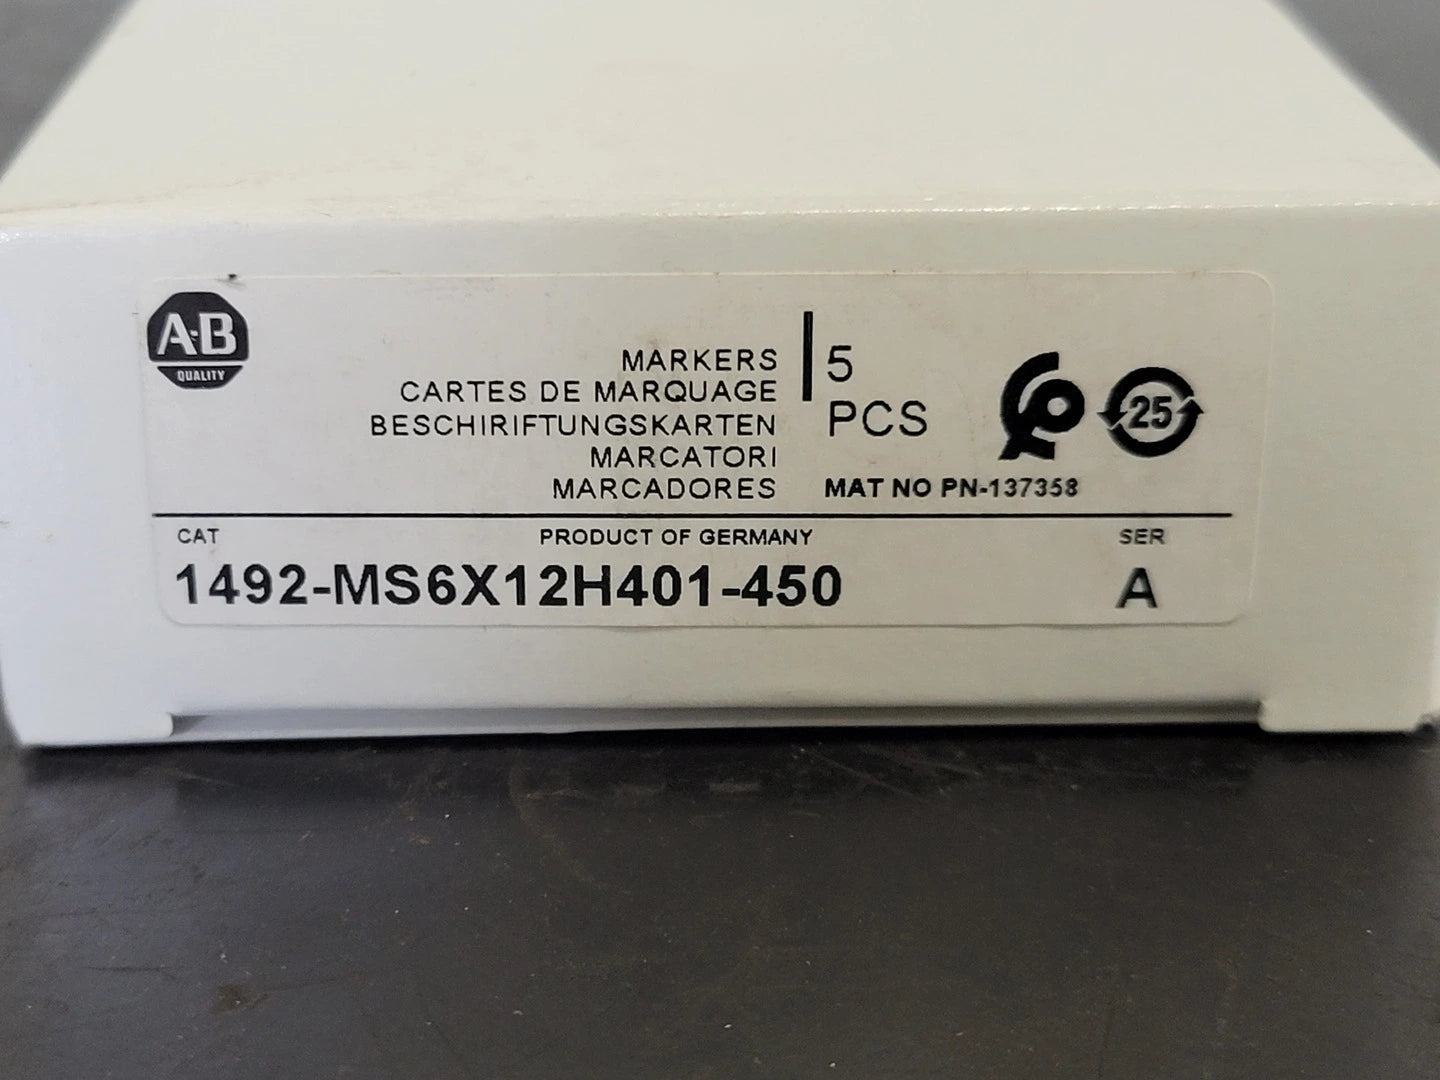 A-B
QUALITY
MARKERS
CARTES DE MARQUAGE
BESCHIRIFTUNGSKARTEN
MARCATORI
MARCADORES
5
PCS
25
MAT NO PN-137358
CAT
PRODUCT OF GERMANY
SER
1492-MS6X12H401-450
A